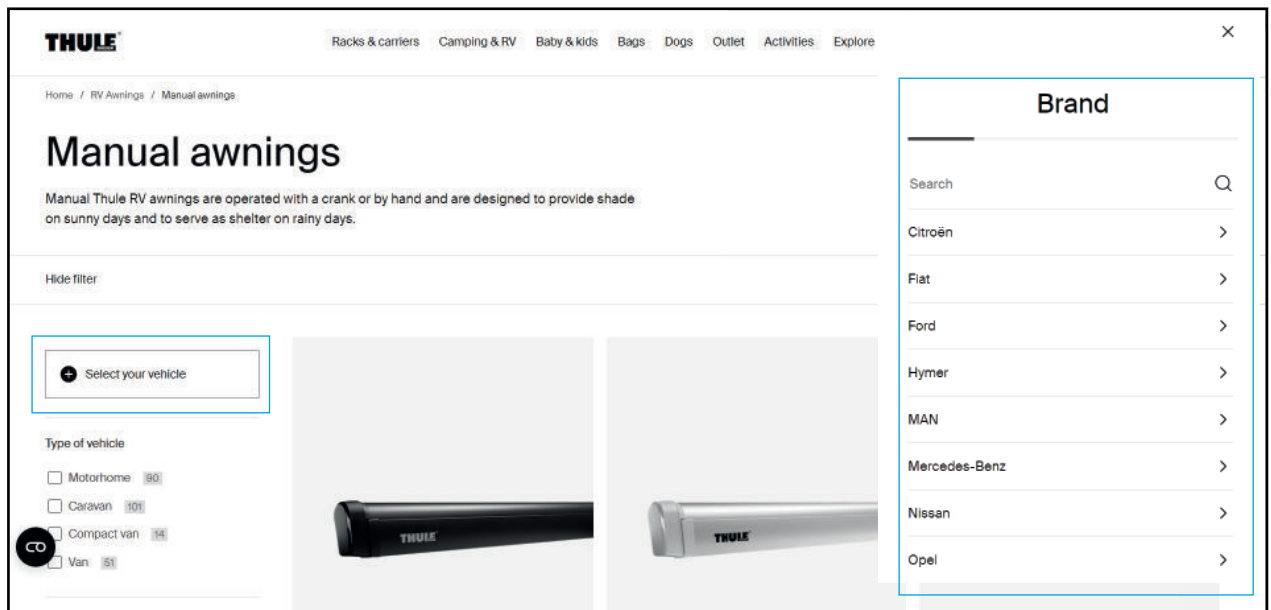 THULE
Racks & carriers Camping & RV Baby & kids Bags Dogs Outlet Activities Explore
Home / RV Awnings / Manual awnings
Manual awnings
Manual Thule RV awnings are operated with a crank or by hand and are designed to provide shade
on sunny days and to serve as shelter on rainy days.
Hide filter
Select your vehicle
Type of vehicle
Motorhome 90
Caravan 101
Compact van 14
Van 51
THULE
THULE
Brand
Search
Citroën
Fiat
Ford
Hymer
MAN
Mercedes-Benz
Nissan
Opel